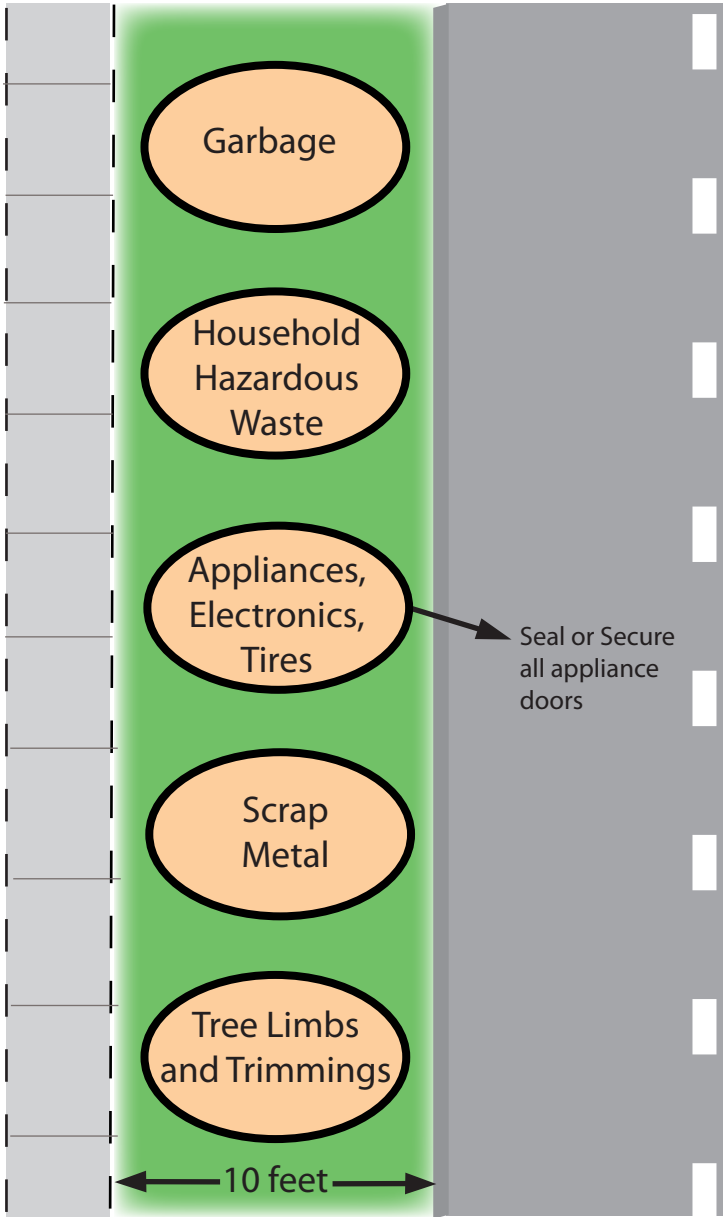 Garbage
Household
Hazardous
Waste
Appliances,
Electronics,
Tires
Seal or Secure
all appliance
doors
Scrap
Metal
Tree Limbs
and Trimmings
10 feet